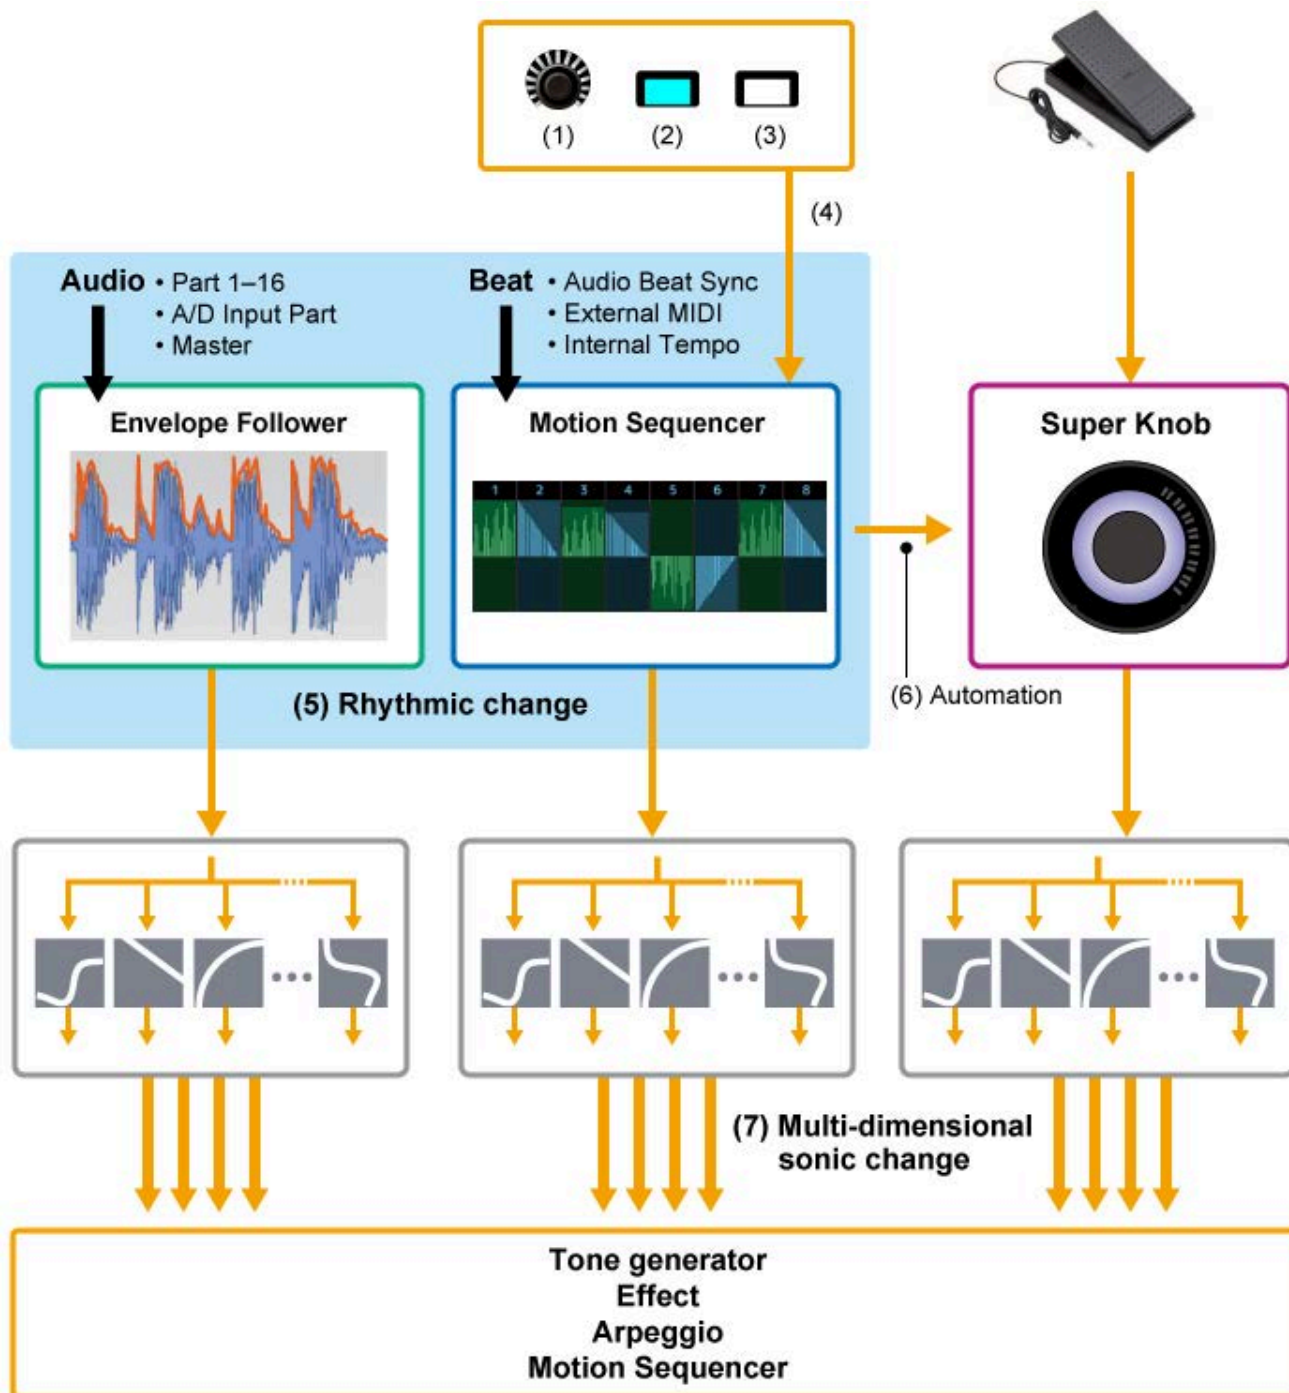 (1)
(2)
(3)
(4)
Audio • Part 1–16
• A/D Input Part
• Master
Beat • Audio Beat Sync
• External MIDI
• Internal Tempo
Envelope Follower
Motion Sequencer
1 2 3 4 5 6 7 8
Super Knob
(5) Rhythmic change
(6) Automation
(7) Multi-dimensional
sonic change
Tone generator
Effect
Arpeggio
Motion Sequencer